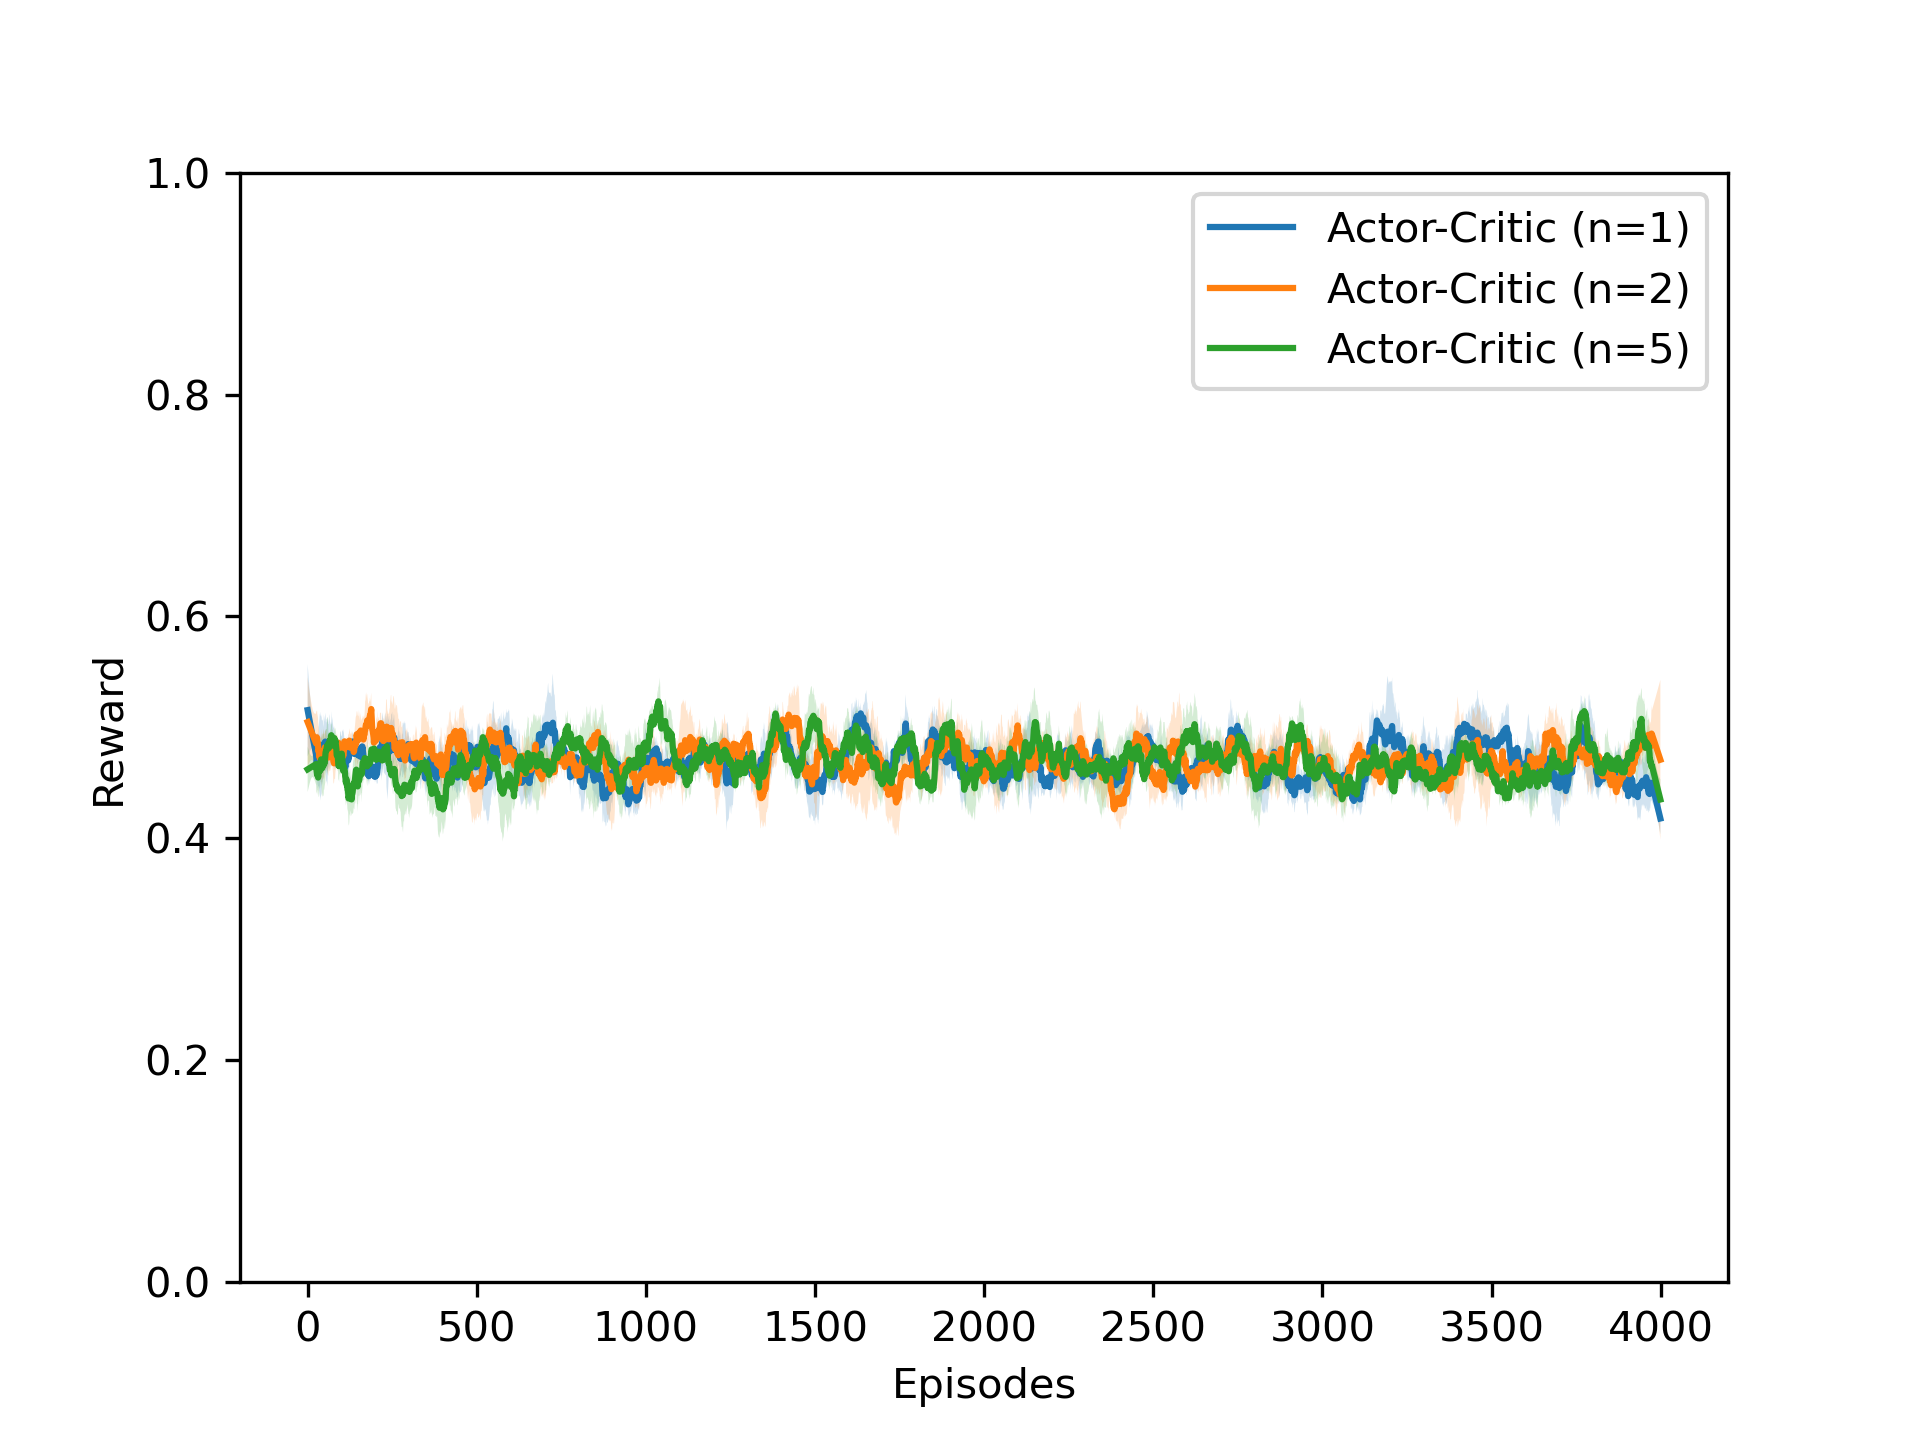 1.0
0.8
0.6
0.4
0.2
0.0
Reward
Actor-Critic (n=1)
Actor-Critic (n=2)
Actor-Critic (n=5)
0 500 1000 1500 2000 2500 3000 3500 4000
Episodes